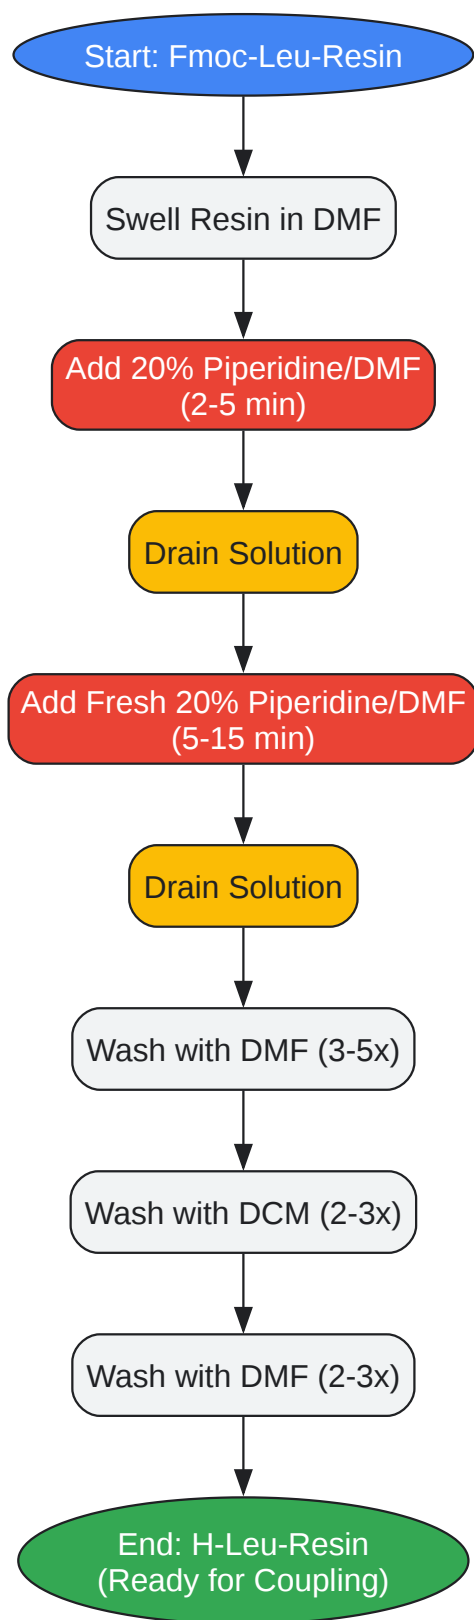 Start: Fmoc-Leu-Resin
Swell Resin in DMF
Add 20% Piperidine/DMF
(2-5 min)
Drain Solution
Add Fresh 20% Piperidine/DMF
(5-15 min)
Drain Solution
Wash with DMF (3-5x)
Wash with DCM (2-3x)
Wash with DMF (2-3x)
End: H-Leu-Resin
(Ready for Coupling)